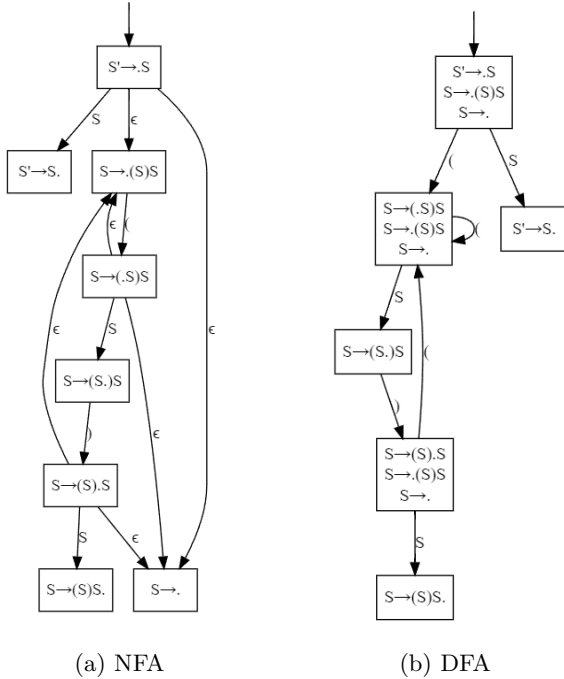 S'→.S
S
ϵ
S'→S.
S→.(S)S
ϵ
(
S→(.S)S
ϵ
ϵ
S
S→(S.)S
ϵ
)
S→(S).S
S
ϵ
S→(S)S.
S→.
(a) NFA
S'→.S
S→.(S)S
S→.
(
S
S→(.S)S
S→.(S)S
S→.
(
S'→S.
S
S→(S.)S
(
)
S→(S).S
S→.(S)S
S→.
S
S→(S)S.
(b) DFA